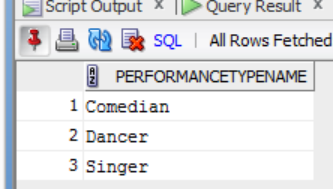 Script Output × Query Result ×
SQL | All Rows Fetched
PERFORMANCETYPENAME
1 Comedian
2 Dancer
3 Singer